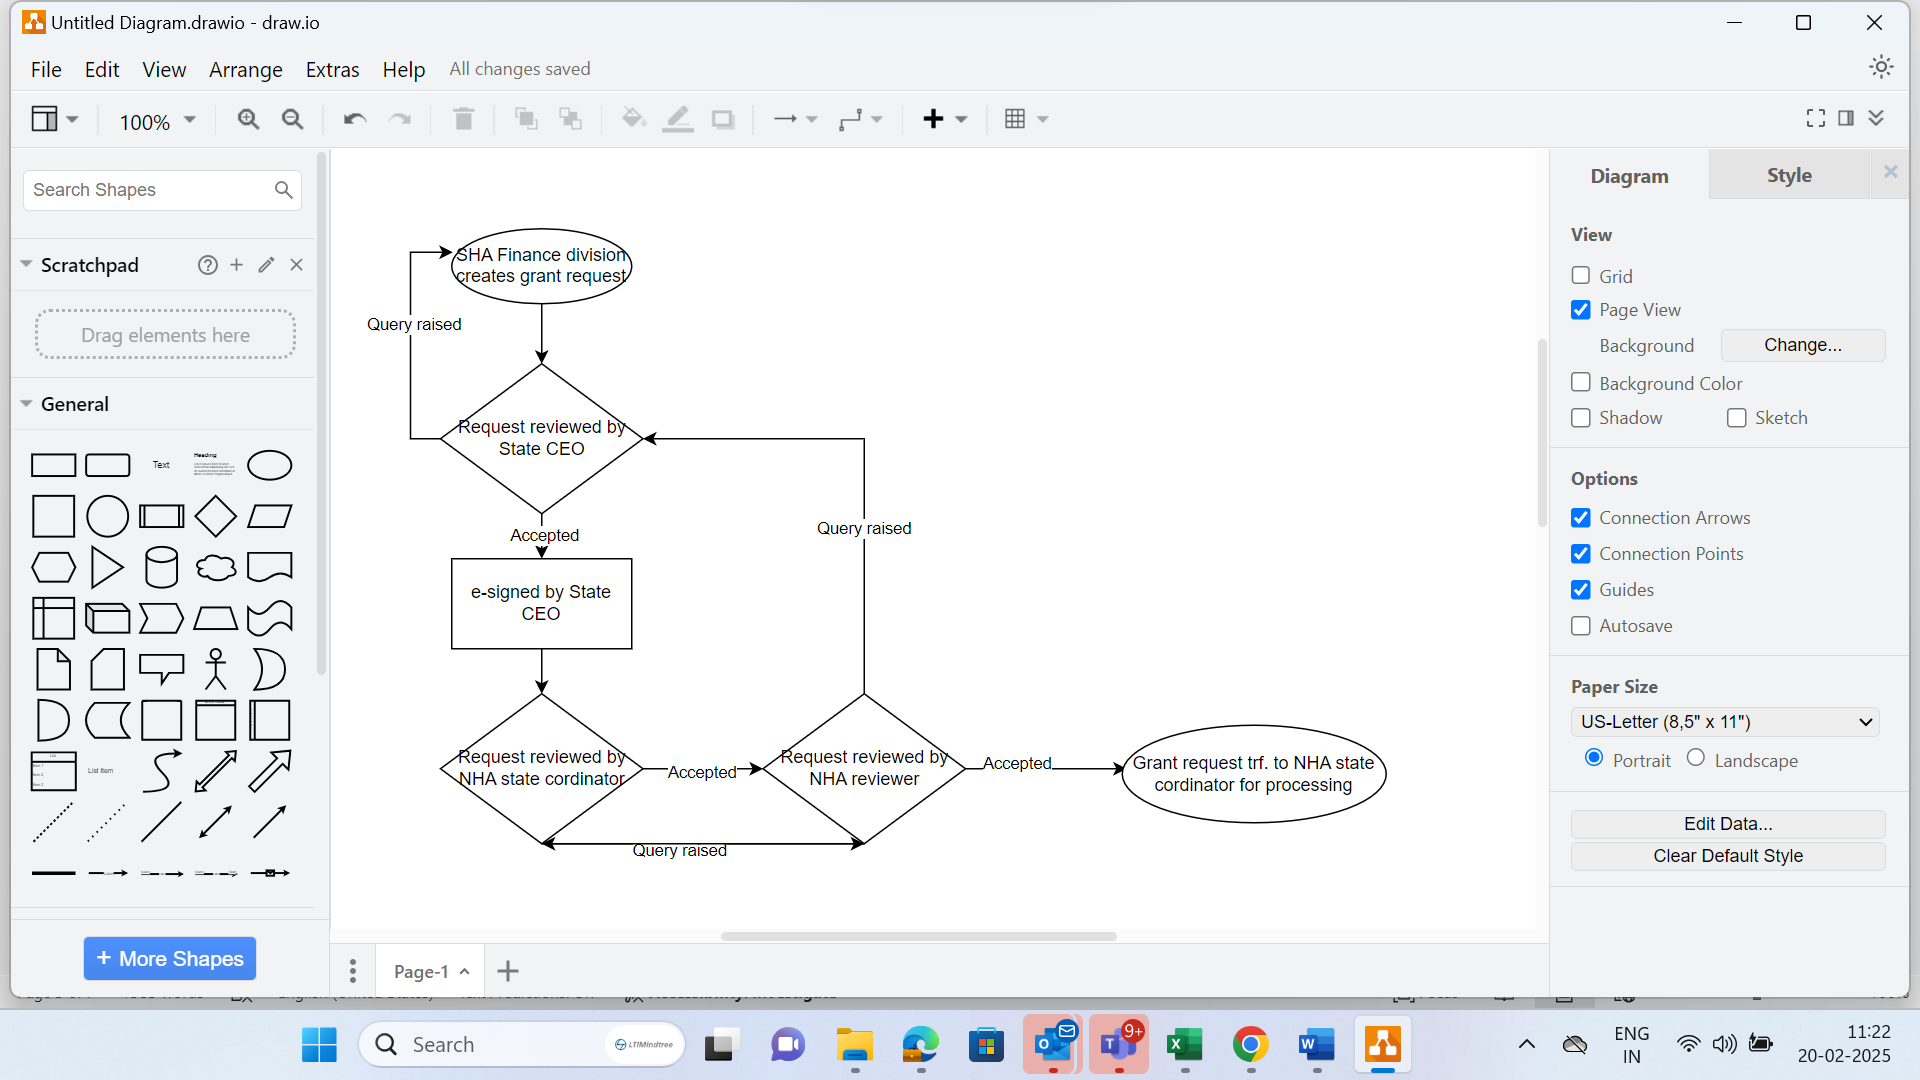 Untitled Diagram.drawio - draw.io
File Edit View Arrange Extras Help All changes saved
100%
Search Shapes
Scratchpad
Drag elements here
General
Text
Heading
List Item
+ More Shapes
SHA Finance division
creates grant request
Query raised
Request reviewed by
State CEO
Accepted
e-signed by State
CEO
Query raised
Request reviewed by
NHA state cordinator
Accepted
Request reviewed by
NHA reviewer
Accepted
Grant request trf. to NHA state
cordinator for processing
Query raised
Page-1
Diagram Style
View
Grid
Page View
Background Change...
Background Color
Shadow Sketch
Options
Connection Arrows
Connection Points
Guides
Autosave
Paper Size
US-Letter (8,5" x 11")
Portrait Landscape
Edit Data...
Clear Default Style
Search
LTIMindtree
9+
ENG
IN
11:22
20-02-2025